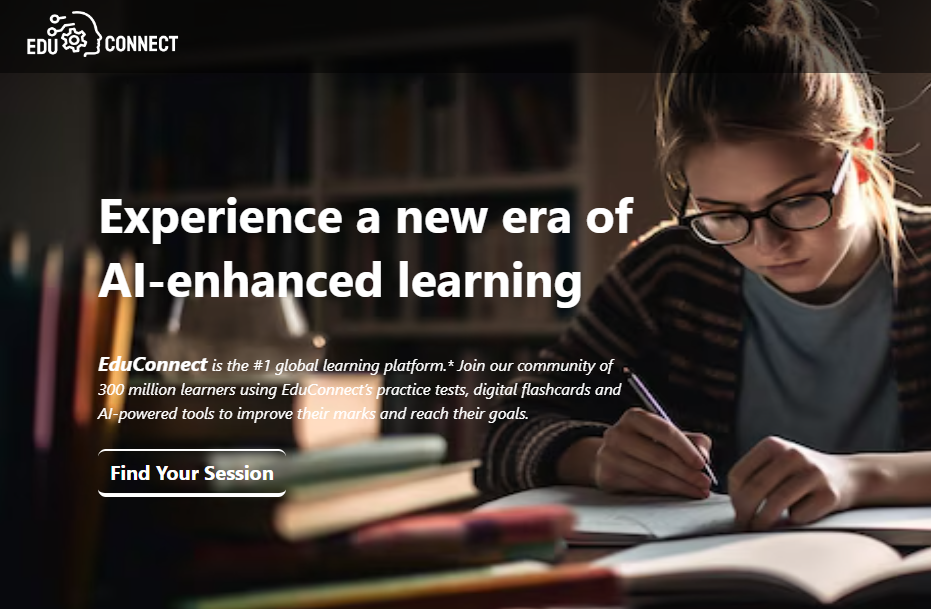 EDU CONNECT
Experience a new era of
AI-enhanced learning
EduConnect is the #1 global learning platform.* Join our community of
300 million learners using EduConnect's practice tests, digital flashcards and
AI-powered tools to improve their marks and reach their goals.
Find Your Session